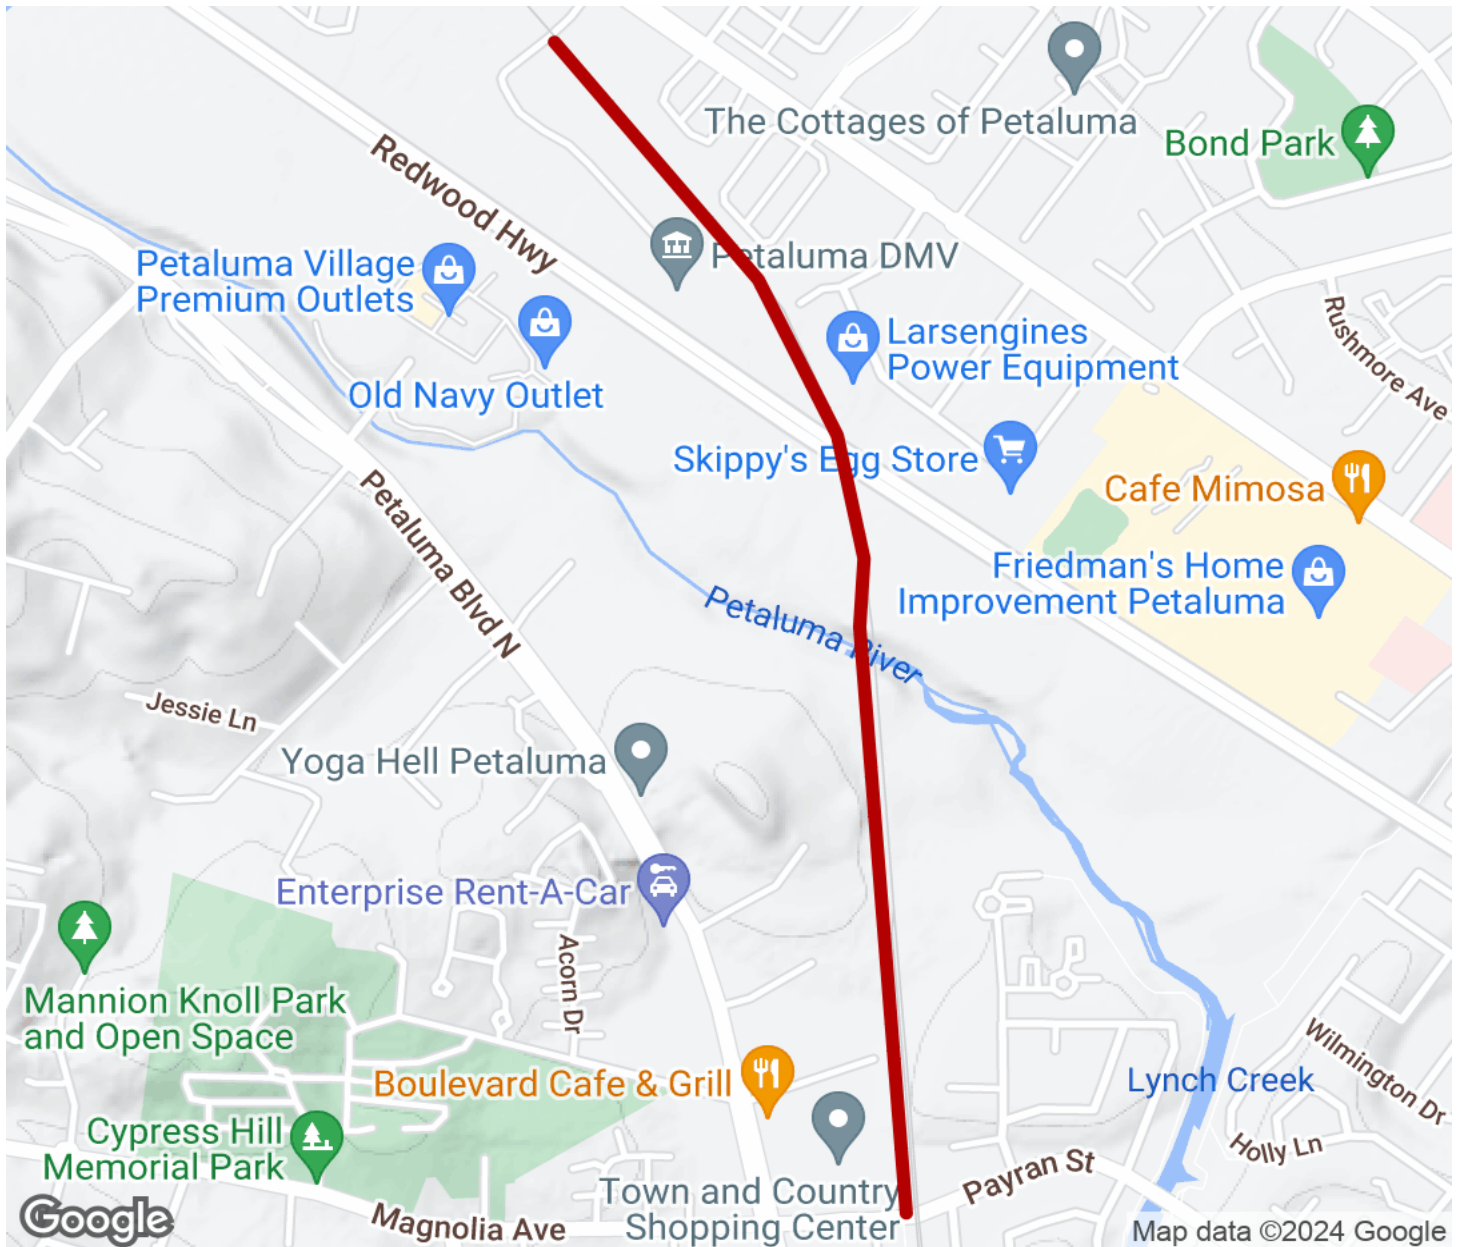 The Cottages of Petaluma
Bond Park
Redwood Hwy
Petaluma Village
Premium Outlets
Petaluma DMV
Old Navy Outlet
Larsengines
Power Equipment
Rushmore Ave
Skippy's Egg Store
Cafe Mimosa
Petaluma Blvd N
Friedman's Home
Improvement Petaluma
Petaluma River
Jessie Ln
Yoga Hell Petaluma
Enterprise Rent-A-Car
Acorn Dr
Mannion Knoll Park
and Open Space
Boulevard Cafe & Grill
Lynch Creek
Wilmington Dr
Cypress Hill
Memorial Park
Holly Ln
Payran St
Town and Country
Shopping Center
Magnolia Ave
Google
Map data ©2024 Google